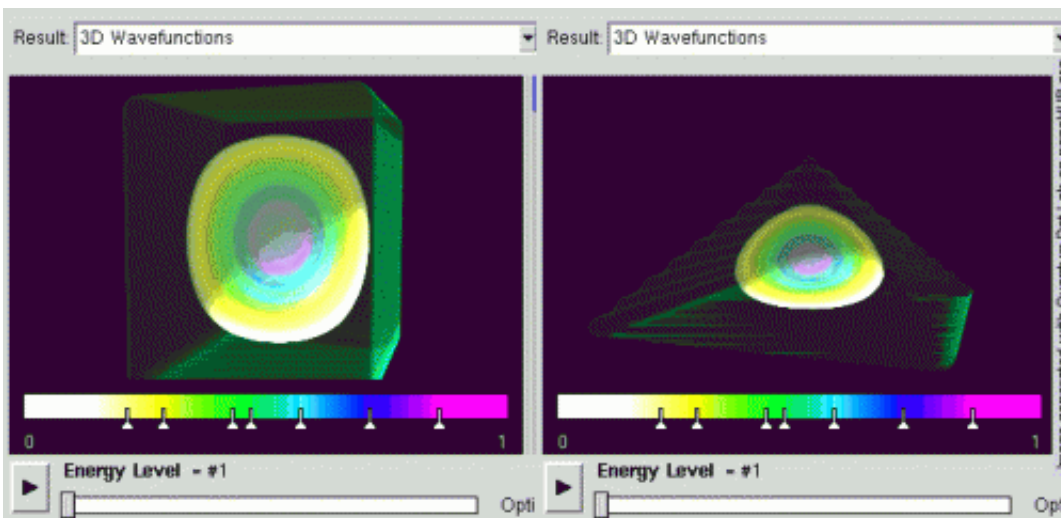 Result: 3D Wavefunctions
Result: 3D Wavefunctions
0 1
0 1
Energy Level - #1
Energy Level - #1
Opti
Opt